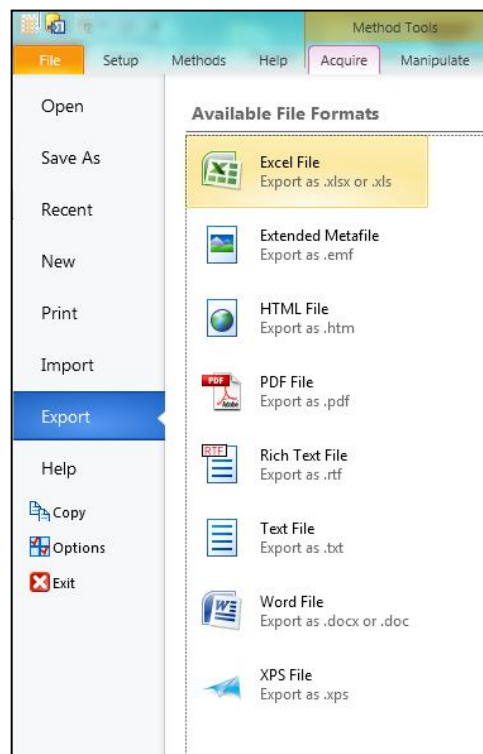 Method Tools
File Setup Methods Help Acquire Manipulate
Open
Save As
Recent
New
Print
Import
Export
Help
Copy
Options
Exit
Available File Formats
Excel File
Export as .xlsx or .xls
Extended Metafile
Export as .emf
HTML File
Export as .htm
PDF File
Export as .pdf
Rich Text File
Export as .rtf
Text File
Export as .txt
Word File
Export as .docx or .doc
XPS File
Export as .xps
PDF
Adobe
RTF
W